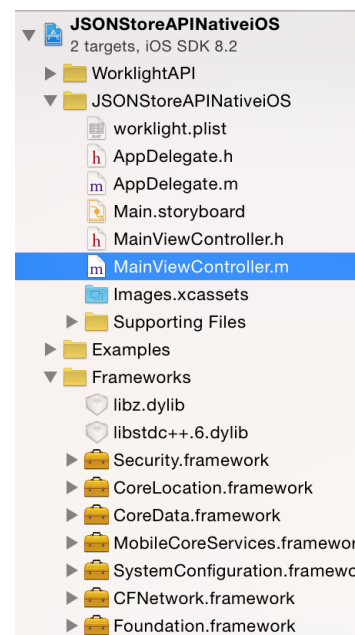 JSONStoreAPINativeiOS
2 targets, iOS SDK 8.2
WorklightAPI
JSONStoreAPINativeiOS
worklight.plist
h AppDelegate.h
m AppDelegate.m
Main.storyboard
h MainViewController.h
m MainViewController.m
Images.xcassets
Supporting Files
Examples
Frameworks
libz.dylib
libstdc++.6.dylib
Security.framework
CoreLocation.framework
CoreData.framework
MobileCoreServices.framewor
SystemConfiguration.framewo
CFNetwork.framework
Foundation.framework